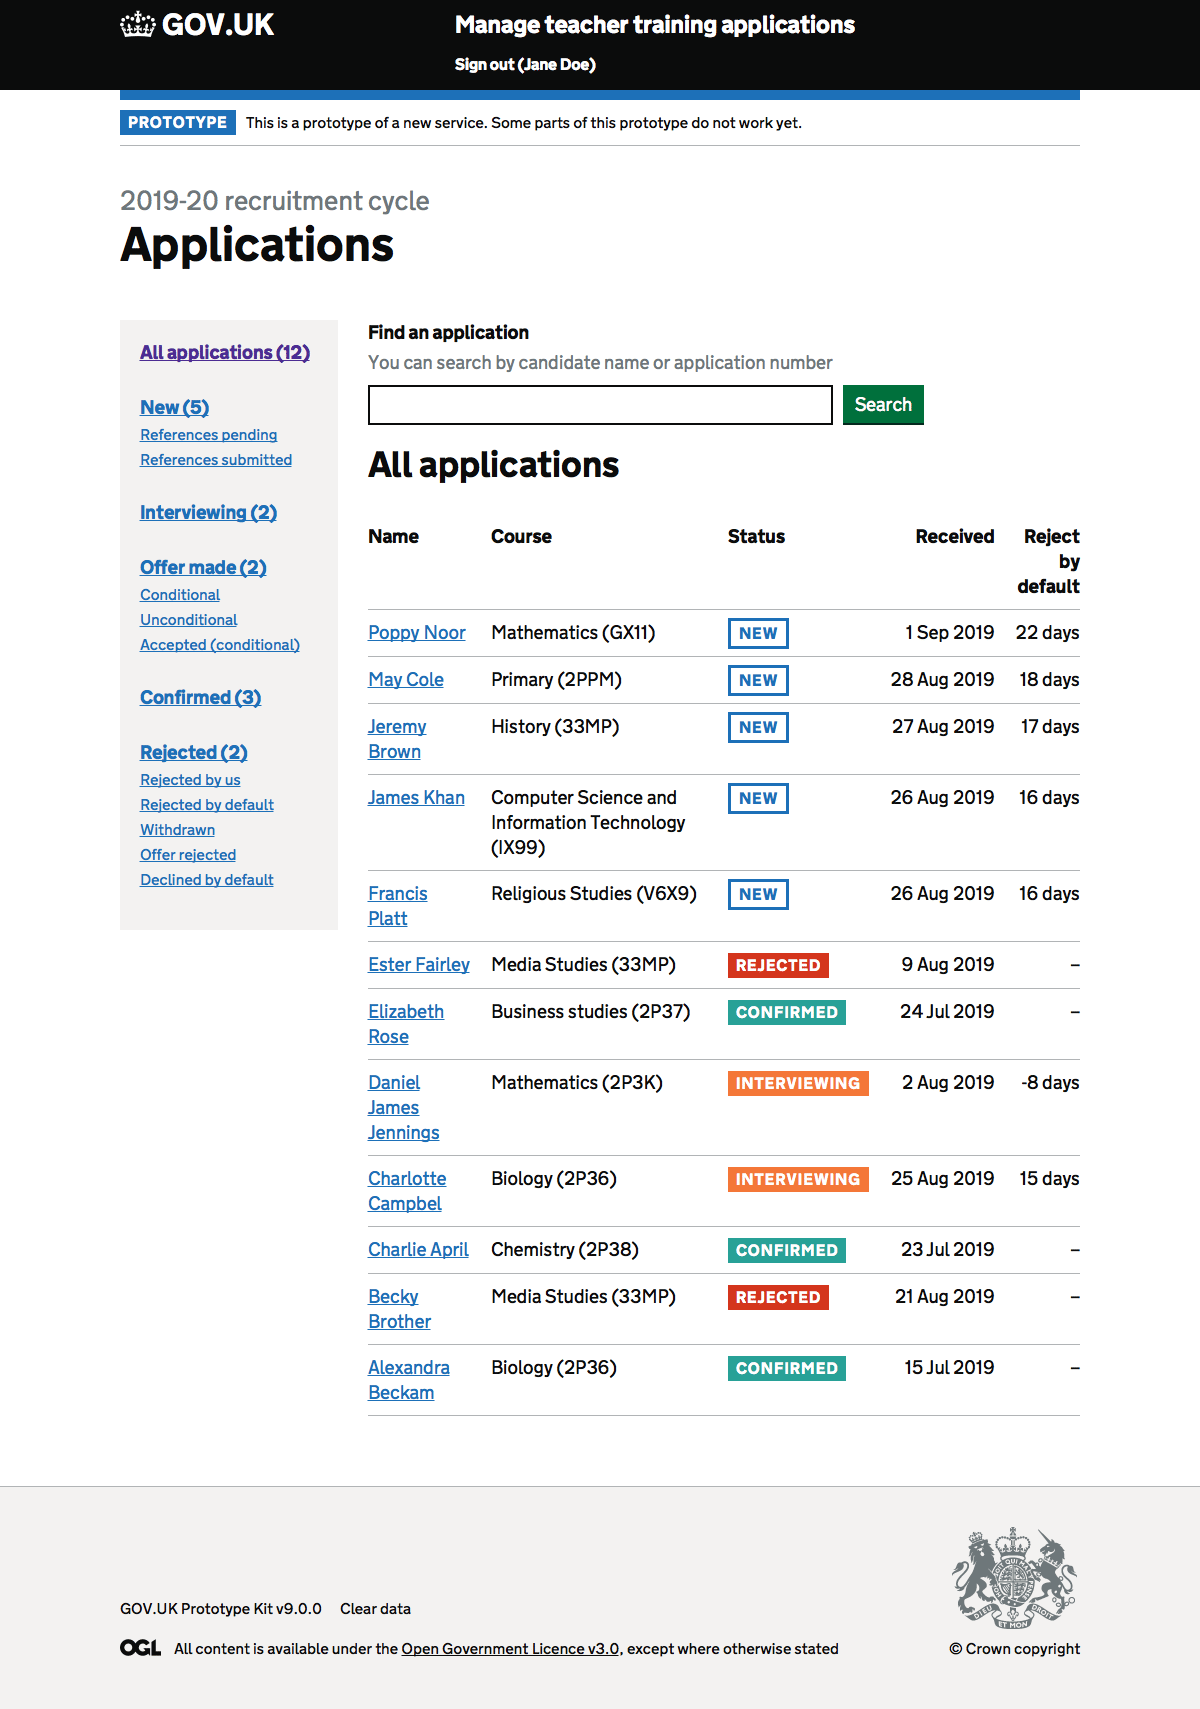 GOV.UK
Manage teacher training applications
Sign out (Jane Doe)
PROTOTYPE This is a prototype of a new service. Some parts of this prototype do not work yet.
2019-20 recruitment cycle
Applications
All applications (12)
New (5)
References pending
References submitted
Interviewing (2)
Offer made (2)
Conditional
Unconditional
Accepted (conditional)
Confirmed (3)
Rejected (2)
Rejected by us
Rejected by default
Withdrawn
Offer rejected
Declined by default
Find an application
You can search by candidate name or application number
Search
All applications
Name Course Status Received Reject
by
default
Poppy Noor Mathematics (GX11) NEW 1 Sep 2019 22 days
May Cole Primary (2PPM) NEW 28 Aug 2019 18 days
Jeremy History (33MP) NEW 27 Aug 2019 17 days
Brown
James Khan Computer Science and NEW 26 Aug 2019 16 days
Information Technology
(IX99)
Francis Religious Studies (V6X9) NEW 26 Aug 2019 16 days
Platt
Ester Fairley Media Studies (33MP) REJECTED 9 Aug 2019 –
Elizabeth Business studies (2P37) CONFIRMED 24 Jul 2019 –
Rose
Daniel Mathematics (2P3K) INTERVIEWING 2 Aug 2019 -8 days
James
Jennings
Charlotte Biology (2P36) INTERVIEWING 25 Aug 2019 15 days
Campbel
Charlie April Chemistry (2P38) CONFIRMED 23 Jul 2019 –
Becky Media Studies (33MP) REJECTED 21 Aug 2019 –
Brother
Alexandra Biology (2P36) CONFIRMED 15 Jul 2019 –
Beckam
GOV.UK Prototype Kit v9.0.0 Clear data
OGL All content is available under the Open Government Licence v3.0, except where otherwise stated
DIEU ET MON DROIT
© Crown copyright